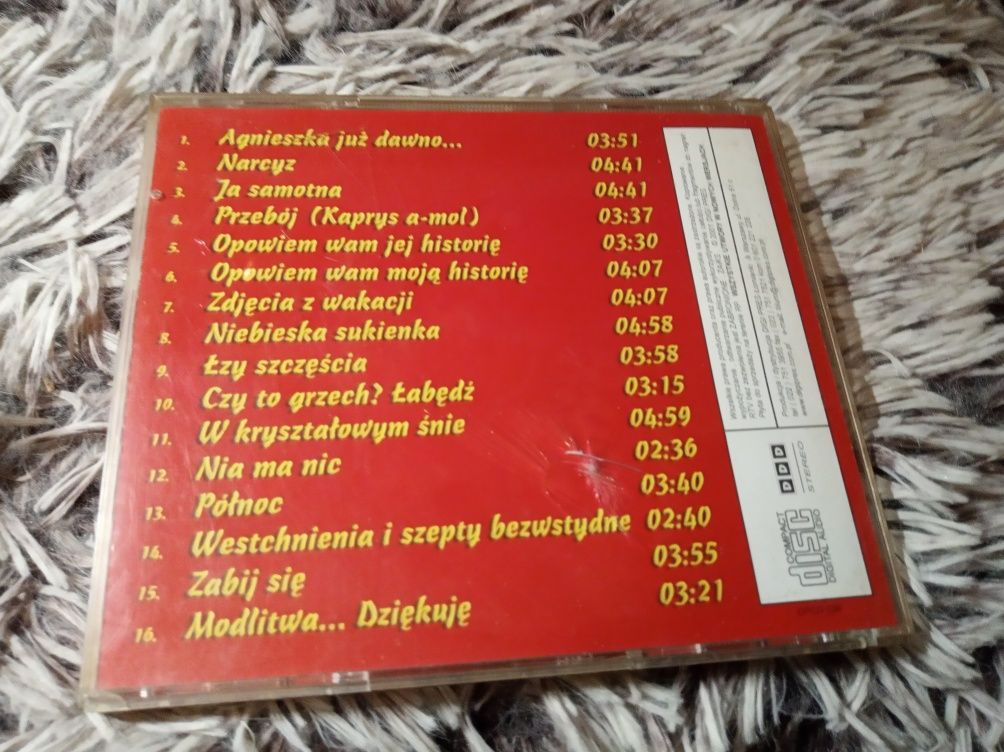 1. Agnieszka już dawno... 03:51
2. Narcyz 04:41
3. Ja samotna 04:41
4. Przebój (Kaprys a-mol) 03:37
5. Opowiem wam jej historię 03:30
6. Opowiem wam moją historię 04:07
7. Zdjęcia z wakacji 04:07
8. Niebieska sukienka 04:58
9. Łzy szczęścia 03:58
10. Czy to grzech? Łabędź 03:15
11. W kryształowym śnie 04:59
12. Nia ma nic 02:36
13. Północ 03:40
14. Westchnienia i szepty bezwstydne 02:40
15. Zabij się 03:55
16. Modlitwa... Dziękuję 03:21
WSZYSTKIE UTWORY W NOWYCH WERSJACH
DDD
STEREO
COMPACT
disc
DIGITAL AUDIO